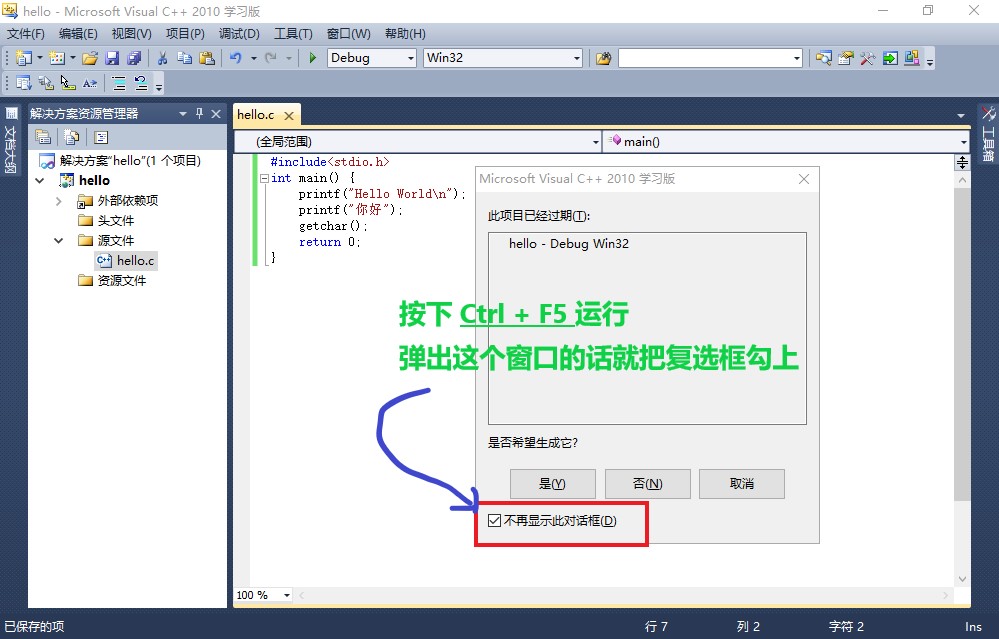 hello - Microsoft Visual C++ 2010 学习版
文件(F) 编辑(E) 视图(V) 项目(P) 调试(D) 工具(T) 窗口(W) 帮助(H)
Debug Win32
文档大纲
解决方案资源管理器
解决方案"hello"(1 个项目)
hello
外部依赖项
头文件
源文件
hello.c
资源文件
hello.c
(全局范围) main()
#include<stdio.h>
int main() {
printf("Hello World\n");
printf("你好");
getchar();
return 0;
}
Microsoft Visual C++ 2010 学习版
此项目已经过期(T):
hello - Debug Win32
按下 Ctrl + F5 运行
弹出这个窗口的话就把复选框勾上
是否希望生成它?
是(Y) 否(N) 取消
不再显示此对话框(D)
工具箱
100 %
已保存的项 行 7 列 2 字符 2 Ins